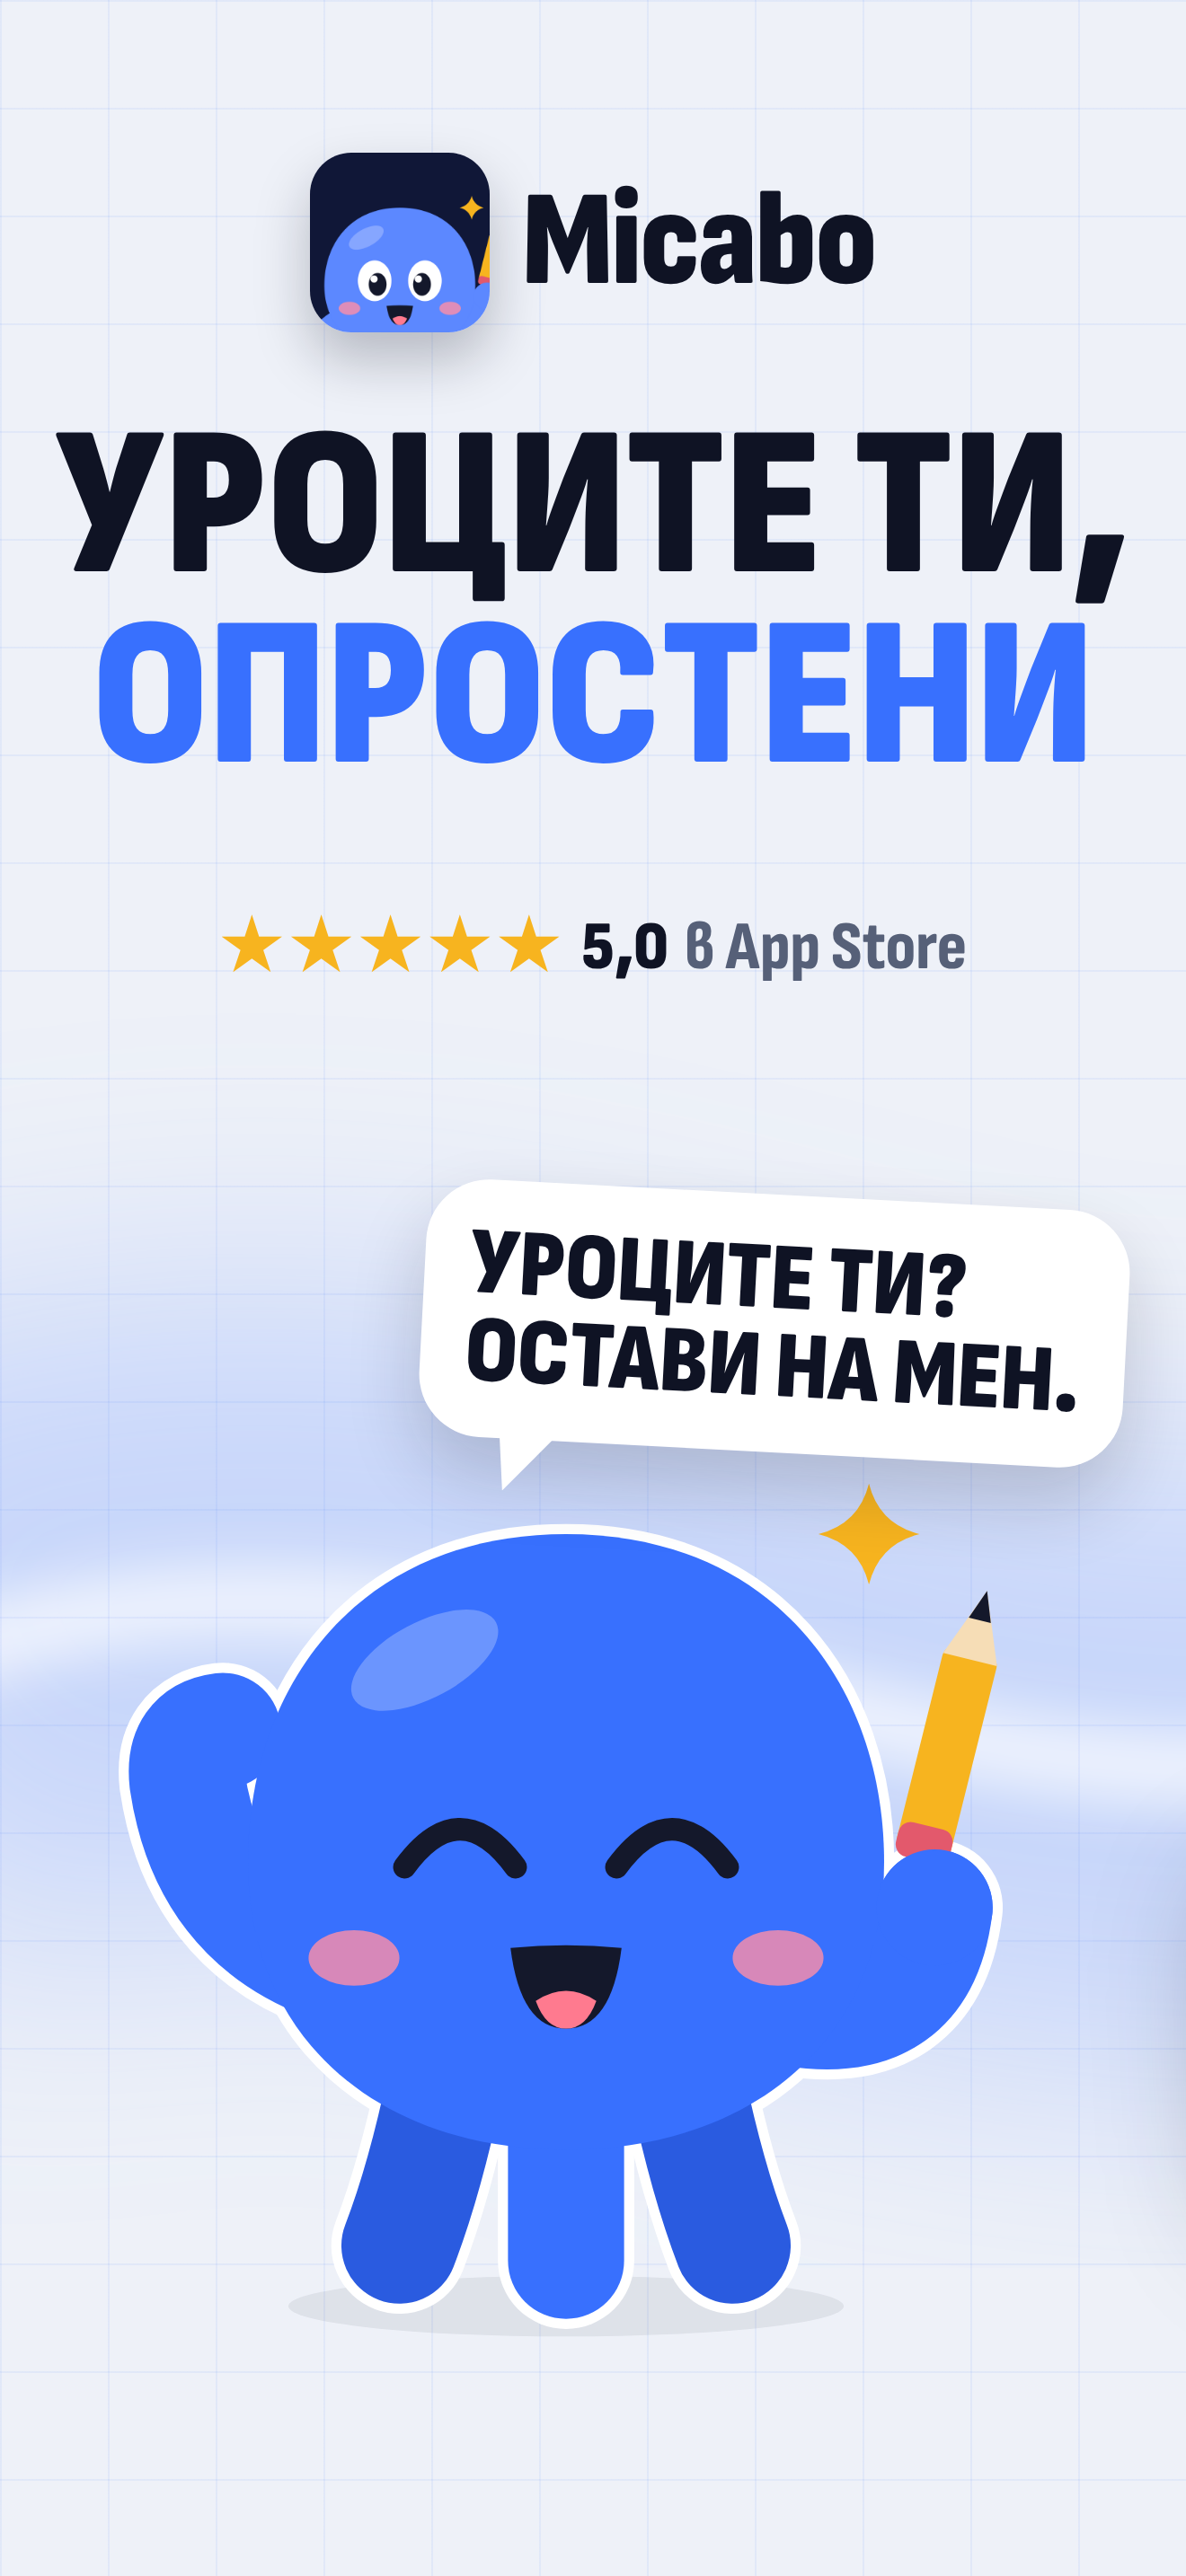 Micabo
УРОЦИТЕ ТИ,
ОПРОСТЕНИ
5,0 в App Store
УРОЦИТЕ ТИ?
ОСТАВИ НА МЕН.